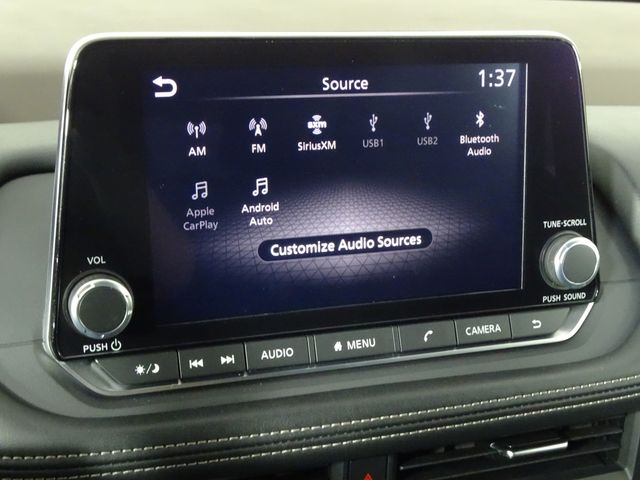 Source
1:37
AM
FM
SXM
SiriusXM
USB1
USB2
Bluetooth
Audio
Apple
CarPlay
Android
Auto
Customize Audio Sources
VOL
PUSH
TUNE-SCROLL
PUSH SOUND
AUDIO
MENU
CAMERA